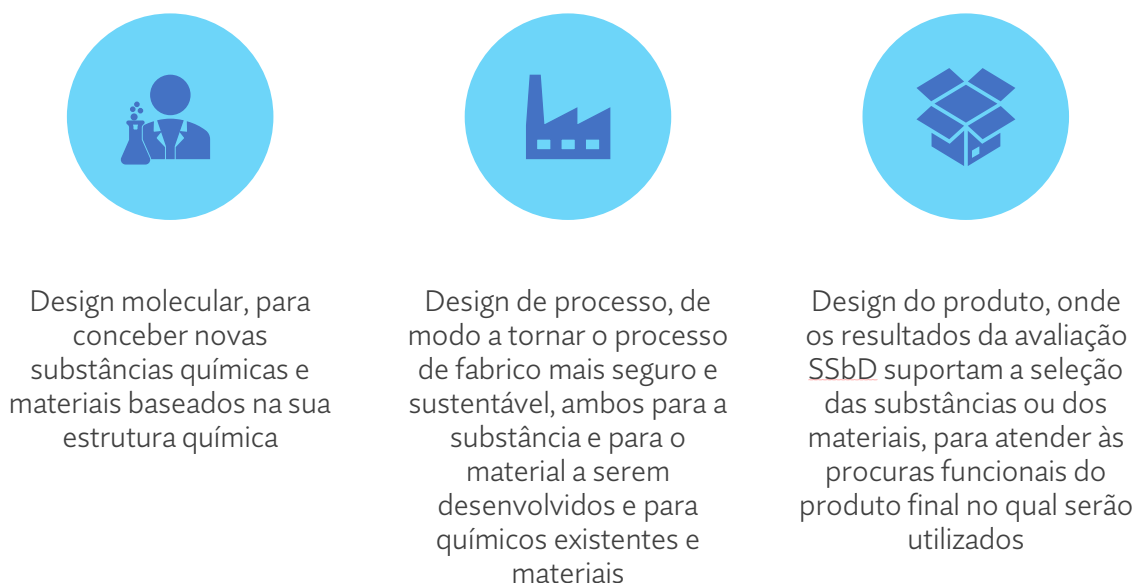 Design molecular, para
conceber novas
substâncias químicas e
materiais baseados na sua
estrutura química
Design de processo, de
modo a tornar o processo
de fabrico mais seguro e
sustentável, ambos para a
substância e para o
material a serem
desenvolvidos e para
químicos existentes e
materiais
Design do produto, onde
os resultados da avaliação
SSbD suportam a seleção
das substâncias ou dos
materiais, para atender às
procuras funcionais do
produto final no qual serão
utilizados